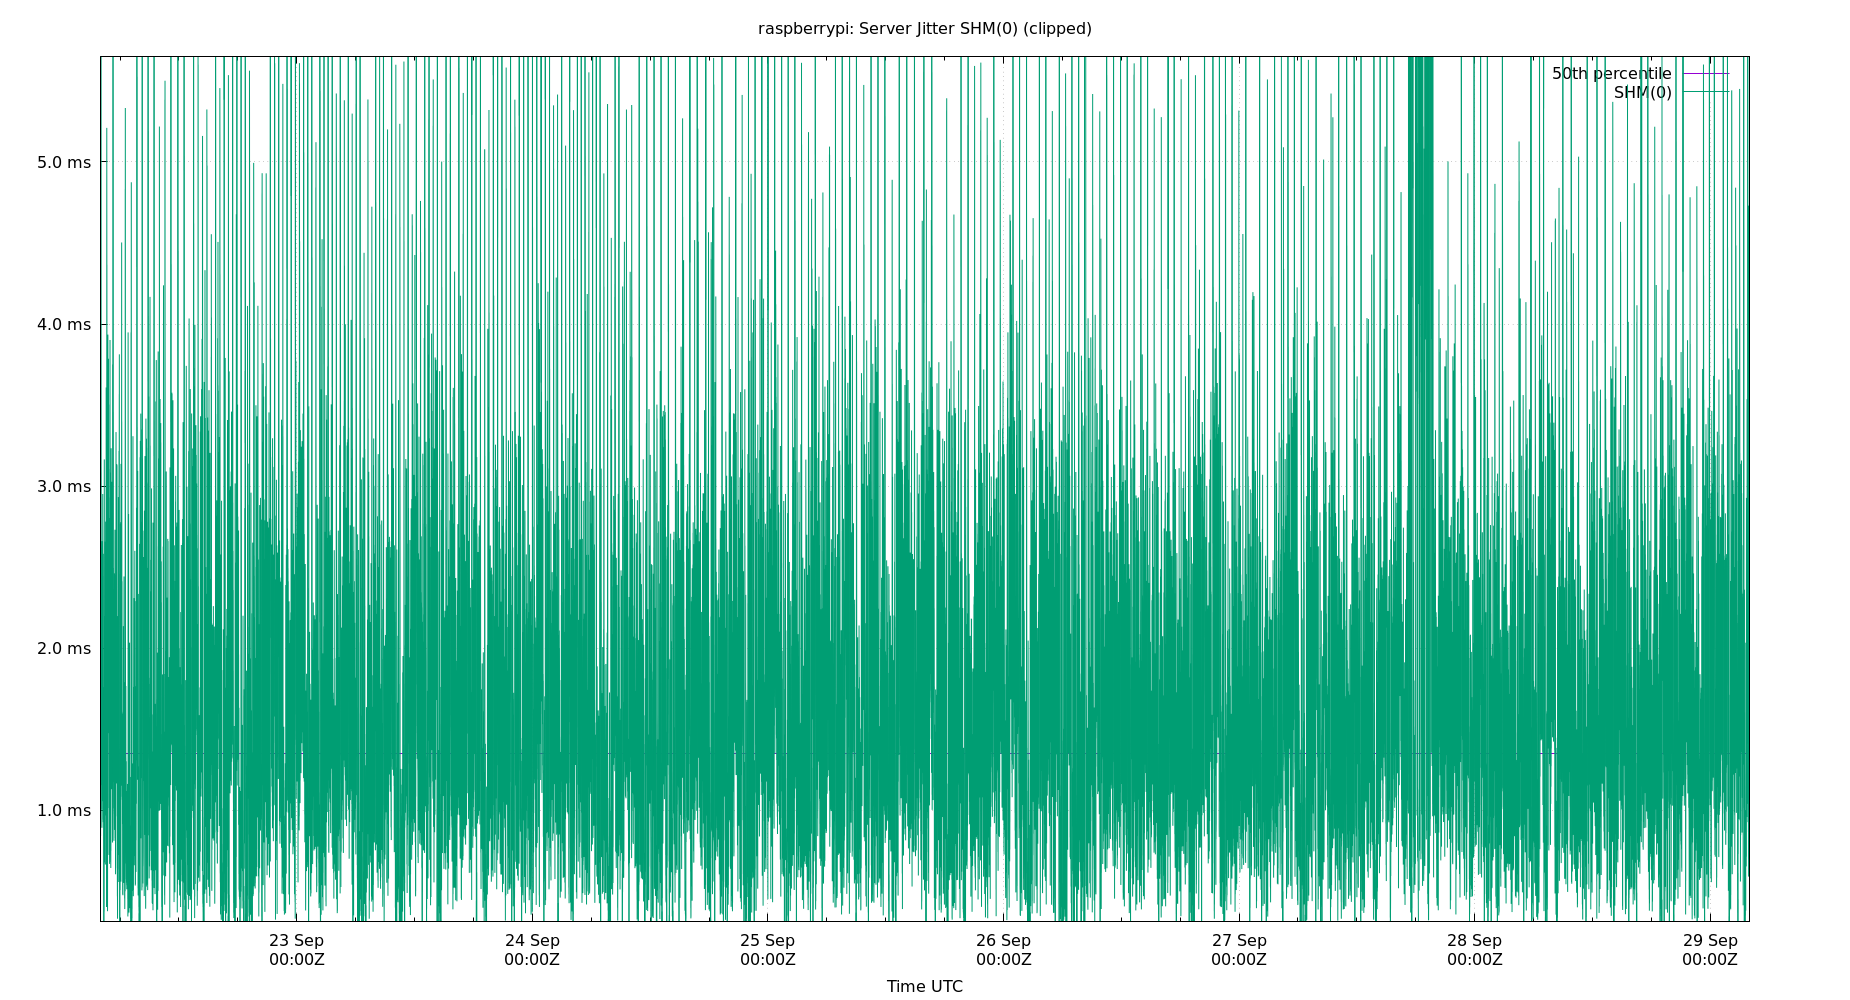 raspberrypi: Server Jitter SHM(0) (clipped)
50th percentile
SHM(0)
5.0 ms
4.0 ms
3.0 ms
2.0 ms
1.0 ms
23 Sep 24 Sep 25 Sep 26 Sep 27 Sep 28 Sep 29 Sep
00:00Z 00:00Z 00:00Z 00:00Z 00:00Z 00:00Z 00:00Z
Time UTC